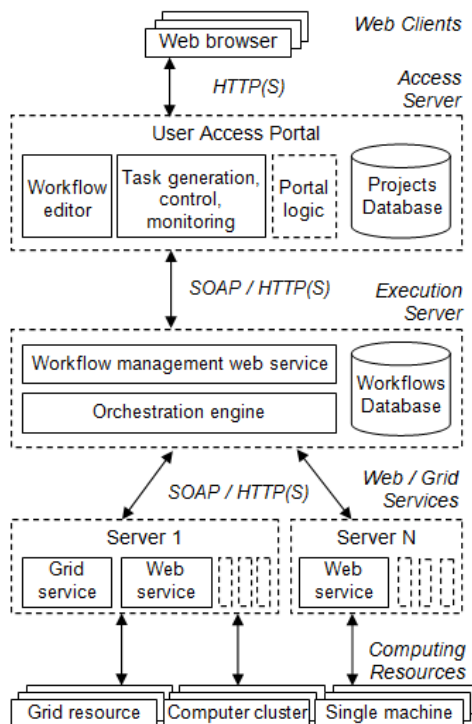 Web Clients
Web browser
HTTP(S)
Access
Server
User Access Portal
Workflow
editor
Task generation,
control,
monitoring
Portal
logic
Projects
Database
SOAP / HTTP(S)
Execution
Server
Workflow management web service
Orchestration engine
Workflows
Database
SOAP / HTTP(S)
Web / Grid
Services
Server 1
Grid
service
Web
service
Server N
Web
service
Computing
Resources
Grid resource
Computer cluster
Single machine